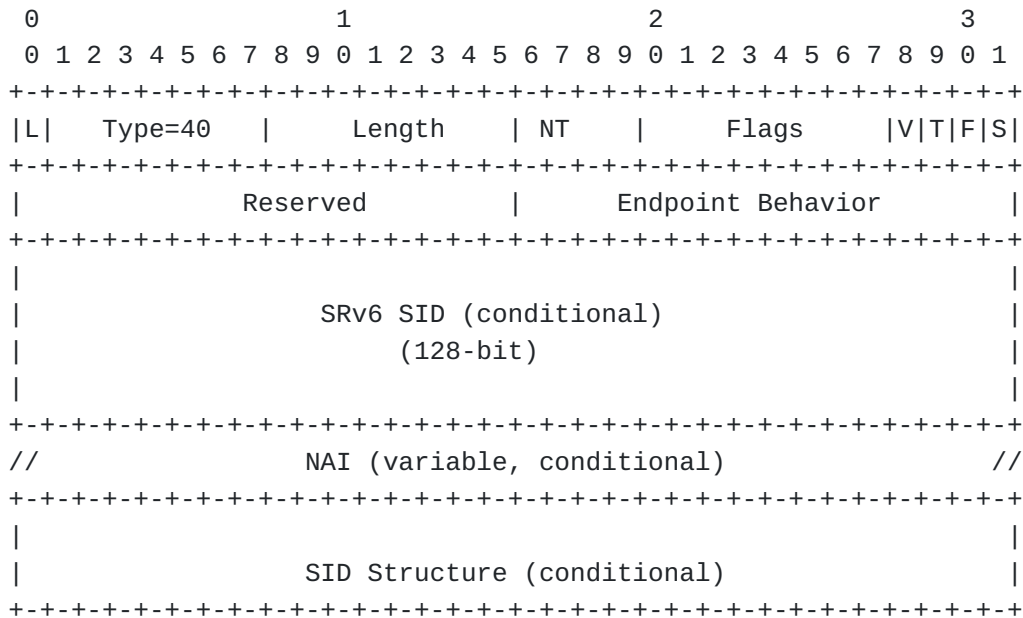 0                   1                   2                   3
 0 1 2 3 4 5 6 7 8 9 0 1 2 3 4 5 6 7 8 9 0 1 2 3 4 5 6 7 8 9 0 1
+-+-+-+-+-+-+-+-+-+-+-+-+-+-+-+-+-+-+-+-+-+-+-+-+-+-+-+-+-+-+-+-+
|L|   Type=40   |     Length    | NT    |     Flags     |V|T|F|S|
+-+-+-+-+-+-+-+-+-+-+-+-+-+-+-+-+-+-+-+-+-+-+-+-+-+-+-+-+-+-+-+-+
|              Reserved         |      Endpoint Behavior        |
+-+-+-+-+-+-+-+-+-+-+-+-+-+-+-+-+-+-+-+-+-+-+-+-+-+-+-+-+-+-+-+-+
|                                                               |
|                   SRv6 SID (conditional)                      |
|                        (128-bit)                              |
|                                                               |
+-+-+-+-+-+-+-+-+-+-+-+-+-+-+-+-+-+-+-+-+-+-+-+-+-+-+-+-+-+-+-+-+
//                 NAI (variable, conditional)                 //
+-+-+-+-+-+-+-+-+-+-+-+-+-+-+-+-+-+-+-+-+-+-+-+-+-+-+-+-+-+-+-+-+
|                                                               |
|                  SID Structure (conditional)                  |
+-+-+-+-+-+-+-+-+-+-+-+-+-+-+-+-+-+-+-+-+-+-+-+-+-+-+-+-+-+-+-+-+